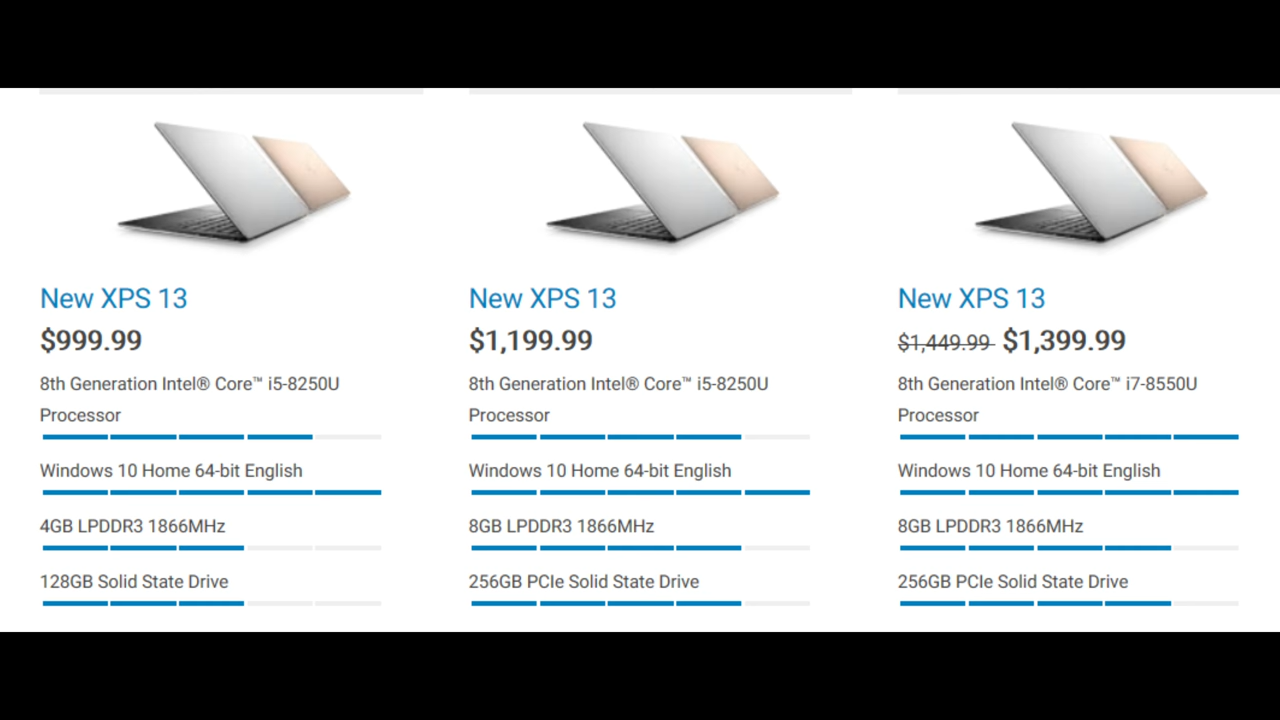 New XPS 13
$999.99
8th Generation Intel® Core™ i5-8250U
Processor
Windows 10 Home 64-bit English
4GB LPDDR3 1866MHz
128GB Solid State Drive
New XPS 13
$1,199.99
8th Generation Intel® Core™ i5-8250U
Processor
Windows 10 Home 64-bit English
8GB LPDDR3 1866MHz
256GB PCIe Solid State Drive
New XPS 13
$1,449.99 $1,399.99
8th Generation Intel® Core™ i7-8550U
Processor
Windows 10 Home 64-bit English
8GB LPDDR3 1866MHz
256GB PCIe Solid State Drive